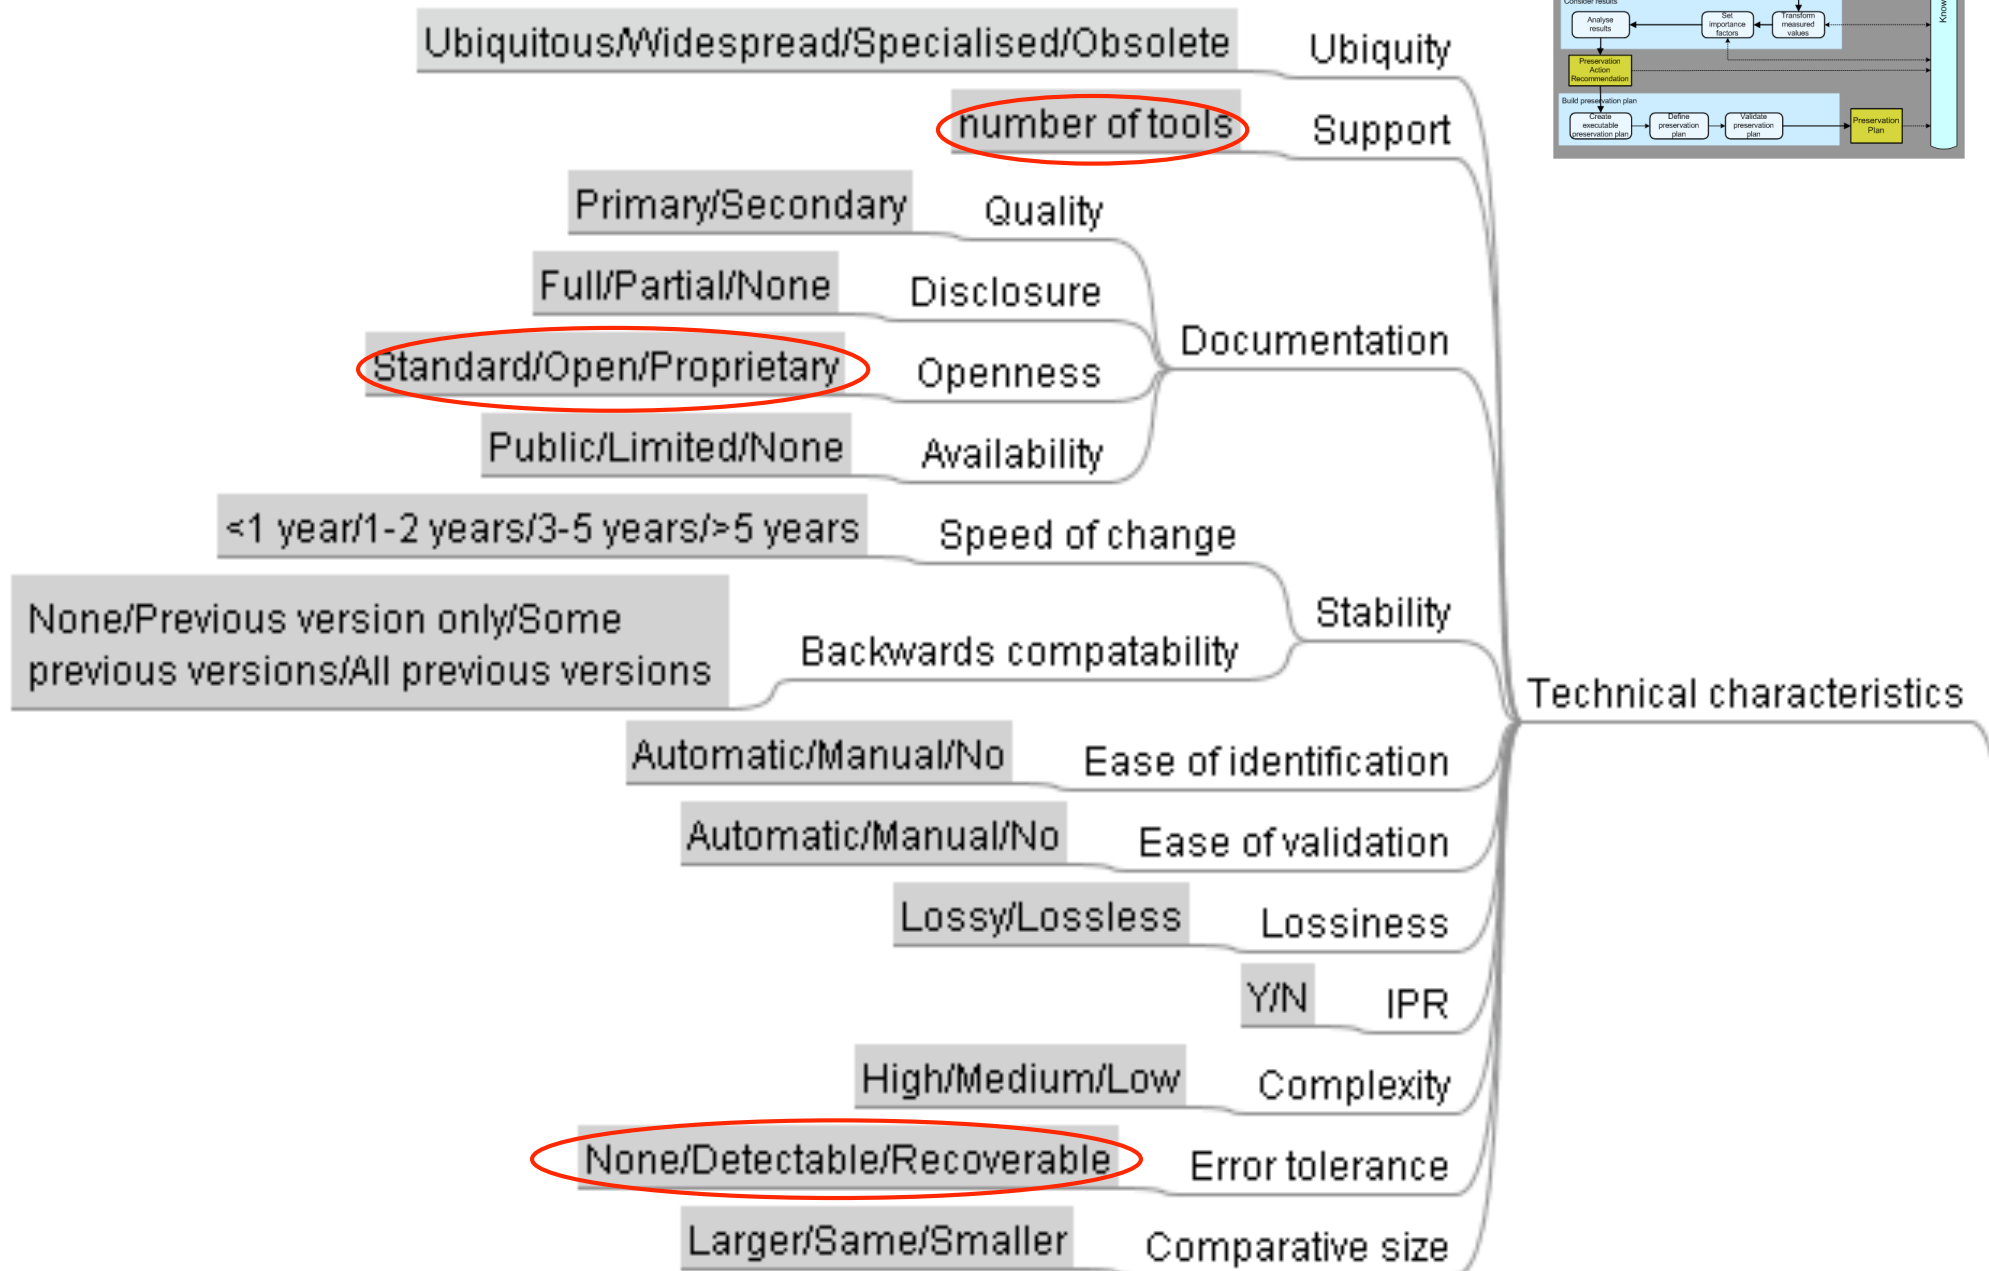 Ubiquitous/Widespread/Specialised/Obsolete
Ubiquity
number of tools
Support
Primary/Secondary
Quality
Full/Partial/None
Disclosure
Documentation
Standard/Open/Proprietary
Openness
Public/Limited/None
Availability
<1 year/1-2 years/3-5 years/>5 years
Speed of change
Stability
None/Previous version only/Some
previous versions/All previous versions
Backwards compatability
Technical characteristics
Automatic/Manual/No
Ease of identification
Automatic/Manual/No
Ease of validation
Lossy/Lossless
Lossiness
Y/N
IPR
High/Medium/Low
Complexity
None/Detectable/Recoverable
Error tolerance
Larger/Same/Smaller
Comparative size
Consider results
Analyse
results
Set
importance
factors
Transform
measured
values
Preservation
Action
Recommendation
Build preservation plan
Create
executable
preservation plan
Define
preservation
plan
Validate
preservation
plan
Preservation
Plan